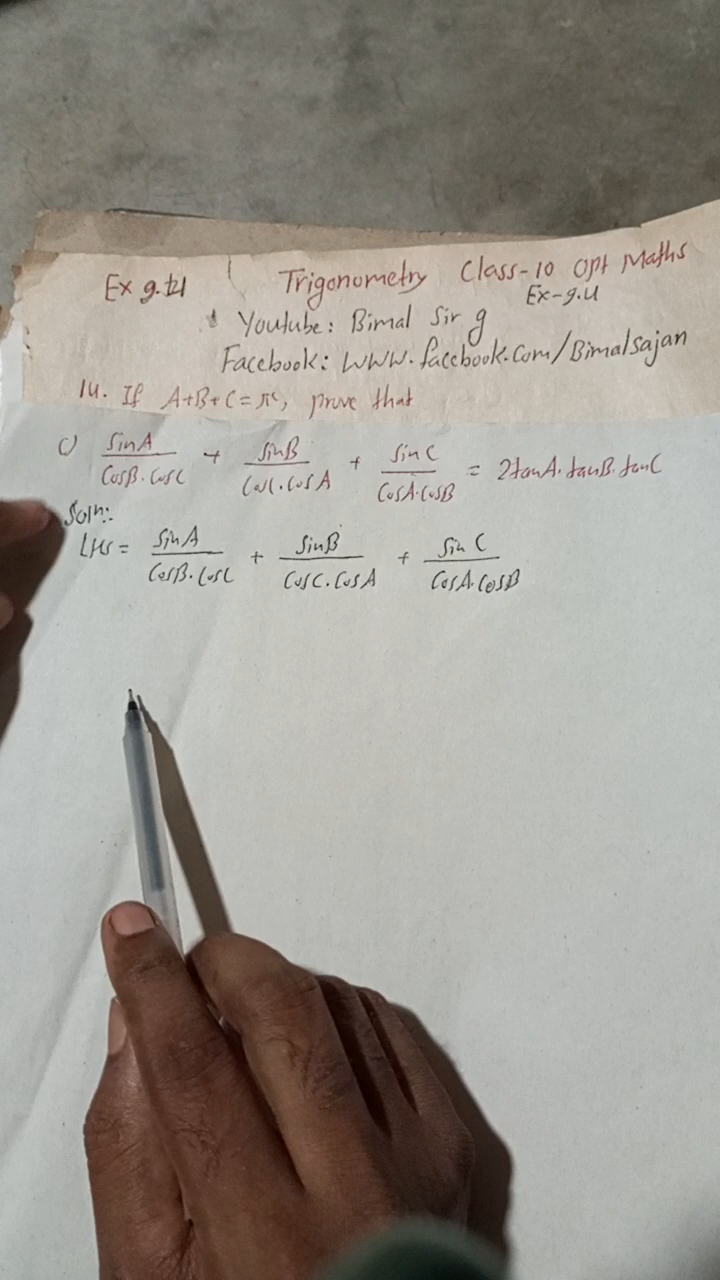 Ex 9.4 Trigonometry Class-10 Opt Maths
Ex-9.4
Youtube: Bimal Sir g
Facebook: WWW.facebook.com/Bimalsajan
14. If A+B+C=πᶜ, prove that
c) SinA/CosB.CosC + SinB/CosC.CosA + SinC/CosA.CosB = 2tanA.tanB.tanC
Soln:
LHS = SinA/CosB.CosC + SinB/CosC.CosA + SinC/CosA.CosB